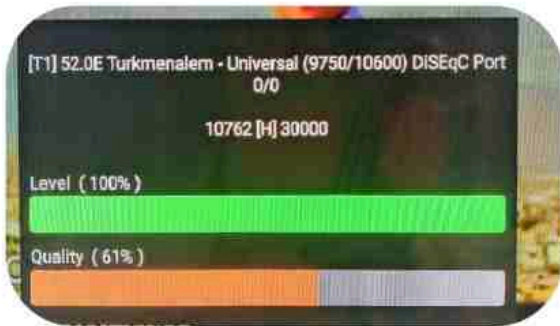 [T1] 52.0E Turkmenalem - Universal (9750/10600) DiSEqC Port
0/0
10762 [H] 30000
Level ( 100% )
Quality ( 61% )